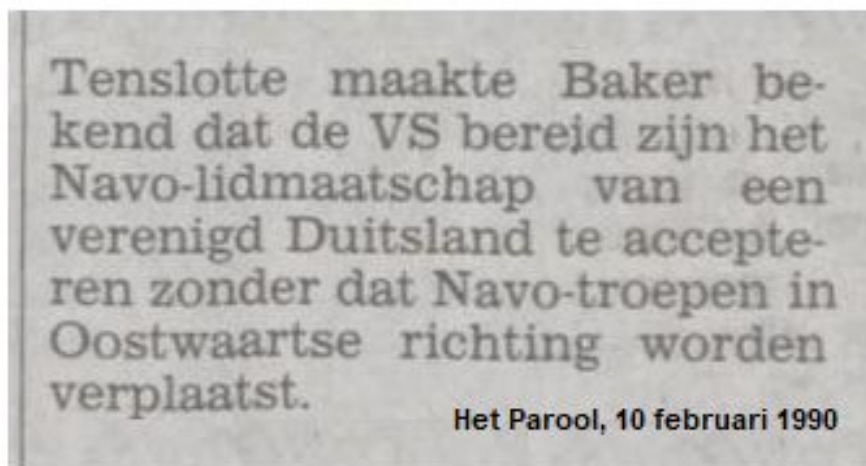 Tenslotte maakte Baker be-
kend dat de VS bereid zijn het
Navo-lidmaatschap van een
verenigd Duitsland te accepte-
ren zonder dat Navo-troepen in
Oostwaartse richting worden
verplaatst.
Het Parool, 10 februari 1990